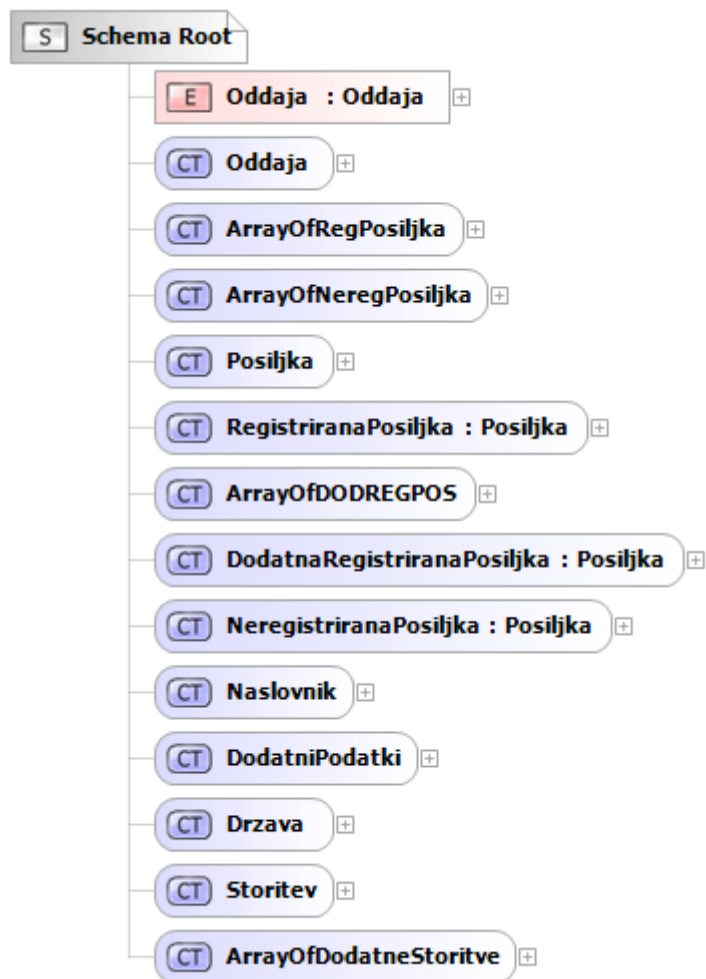 S Schema Root
E Oddaja : Oddaja
CT Oddaja
CT ArrayOfRegPosiljka
CT ArrayOfNeregPosiljka
CT Posiljka
CT RegistriranaPosiljka : Posiljka
CT ArrayOfDODREGPOS
CT DodatnaRegistriranaPosiljka : Posiljka
CT NeregistriranaPosiljka : Posiljka
CT Naslovnik
CT DodatniPodatki
CT Drzava
CT Storitev
CT ArrayOfDodatneStoritve